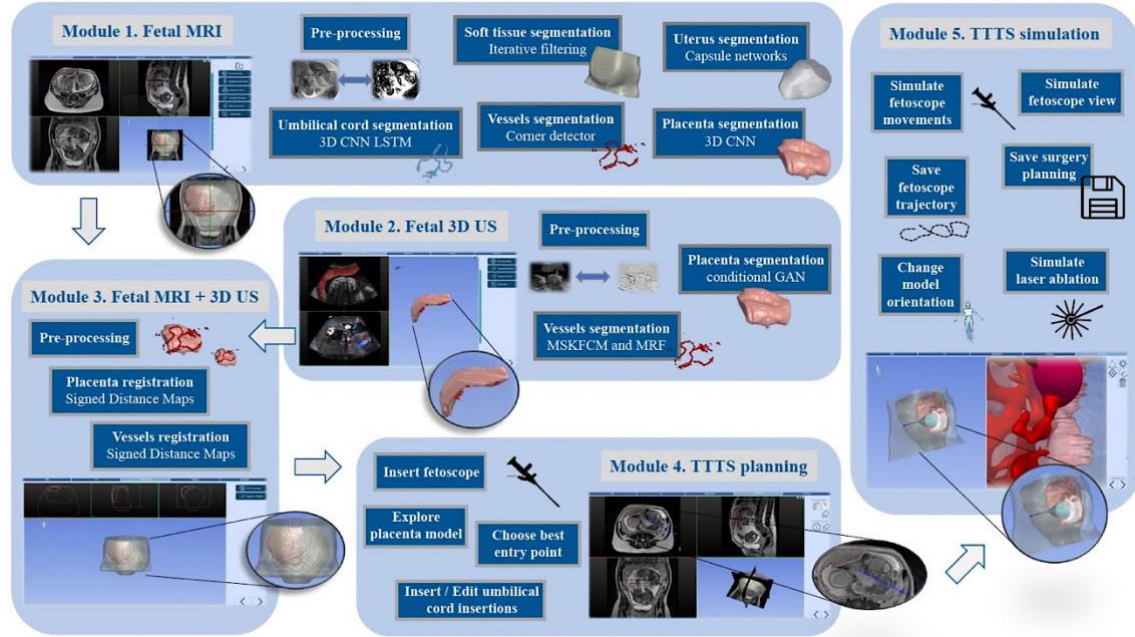 Module 1. Fetal MRI
Pre-processing
Soft tissue segmentation
Iterative filtering
Uterus segmentation
Capsule networks
Umbilical cord segmentation
3D CNN LSTM
Vessels segmentation
Corner detector
Placenta segmentation
3D CNN
Module 2. Fetal 3D US
Pre-processing
Placenta segmentation
conditional GAN
Vessels segmentation
MSKFCM and MRF
Module 3. Fetal MRI + 3D US
Pre-processing
Placenta registration
Signed Distance Maps
Vessels registration
Signed Distance Maps
Module 4. TTTS planning
Insert fetoscope
Explore
placenta model
Choose best
entry point
Insert / Edit umbilical
cord insertions
Module 5. TTTS simulation
Simulate
fetoscope
movements
Simulate
fetoscope view
Save
fetoscope
trajectory
Save surgery
planning
Change
model
orientation
Simulate
laser ablation